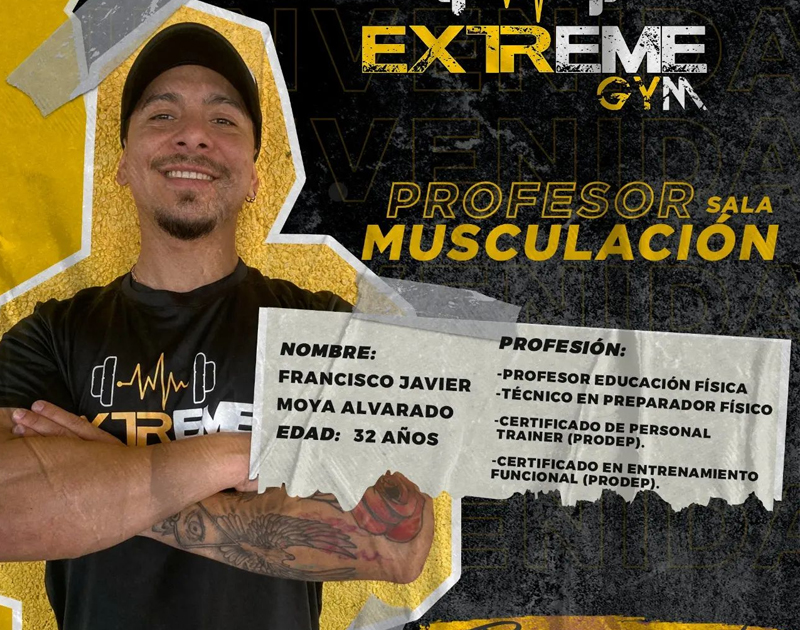 EXTREME
GYM
PROFESOR SALA
MUSCULACIÓN
NOMBRE:
FRANCISCO JAVIER
MOYA ALVARADO
EDAD: 32 AÑOS
PROFESIÓN:
-PROFESOR EDUCACIÓN FÍSICA
-TÉCNICO EN PREPARADOR FÍSICO
-CERTIFICADO DE PERSONAL
TRAINER (PRODEP).
-CERTIFICADO EN ENTRENAMIENTO
FUNCIONAL (PRODEP).
EXTREME